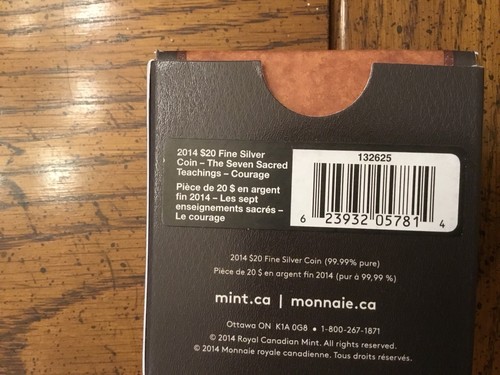 2014 $20 Fine Silver
Coin – The Seven Sacred
Teachings – Courage
Pièce de 20 $ en argent
fin 2014 – Les sept
enseignements sacrés –
Le courage
132625
6 23932 05781 4
2014 $20 Fine Silver Coin (99.99% pure)
Pièce de 20 $ en argent fin 2014 (pur à 99,99 %)
mint.ca | monnaie.ca
Ottawa ON K1A 0G8 • 1-800-267-1871
© 2014 Royal Canadian Mint. All rights reserved.
© 2014 Monnaie royale canadienne. Tous droits réservés.